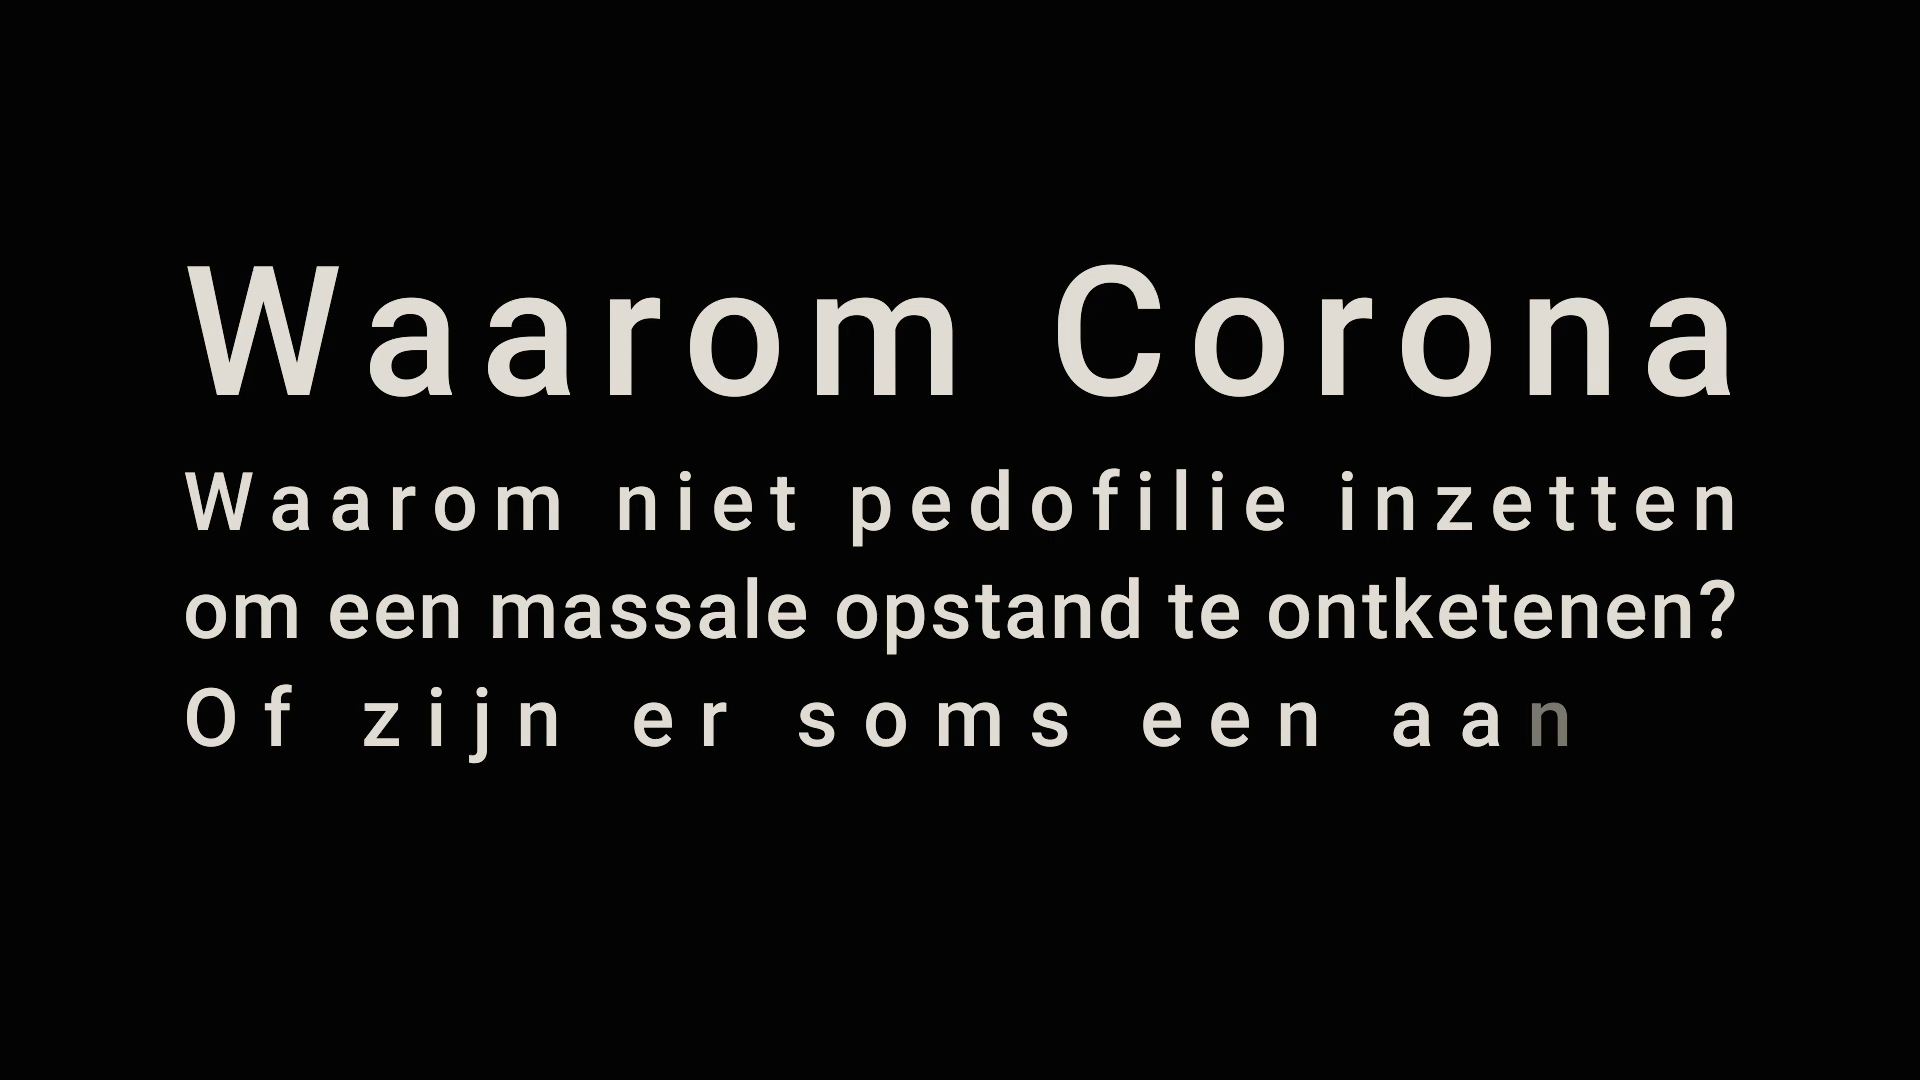 Waarom Corona
Waarom niet pedofilie inzetten
om een massale opstand te ontketenen?
Of zijn er soms een aan